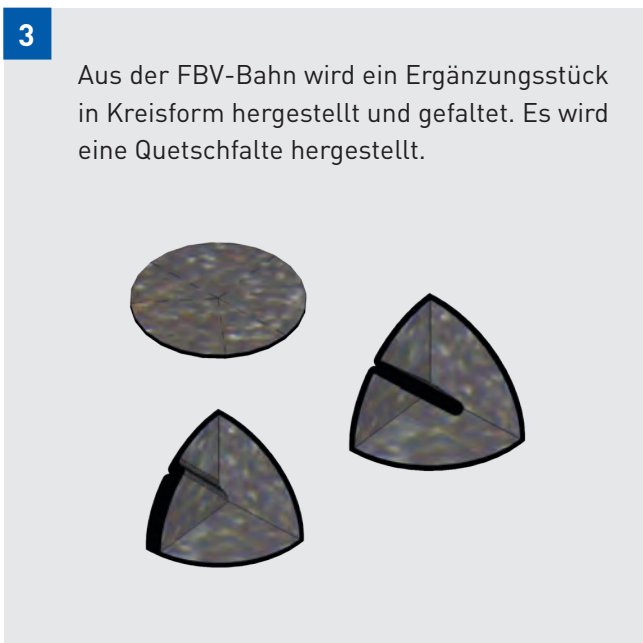 3
Aus der FBV-Bahn wird ein Ergänzungsstück
in Kreisform hergestellt und gefaltet. Es wird
eine Quetschfalte hergestellt.